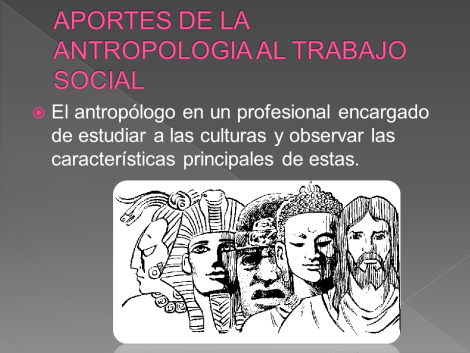 APORTES DE LA
ANTROPOLOGIA AL TRABAJO
SOCIAL
El antropólogo en un profesional encargado
de estudiar a las culturas y observar las
características principales de estas.